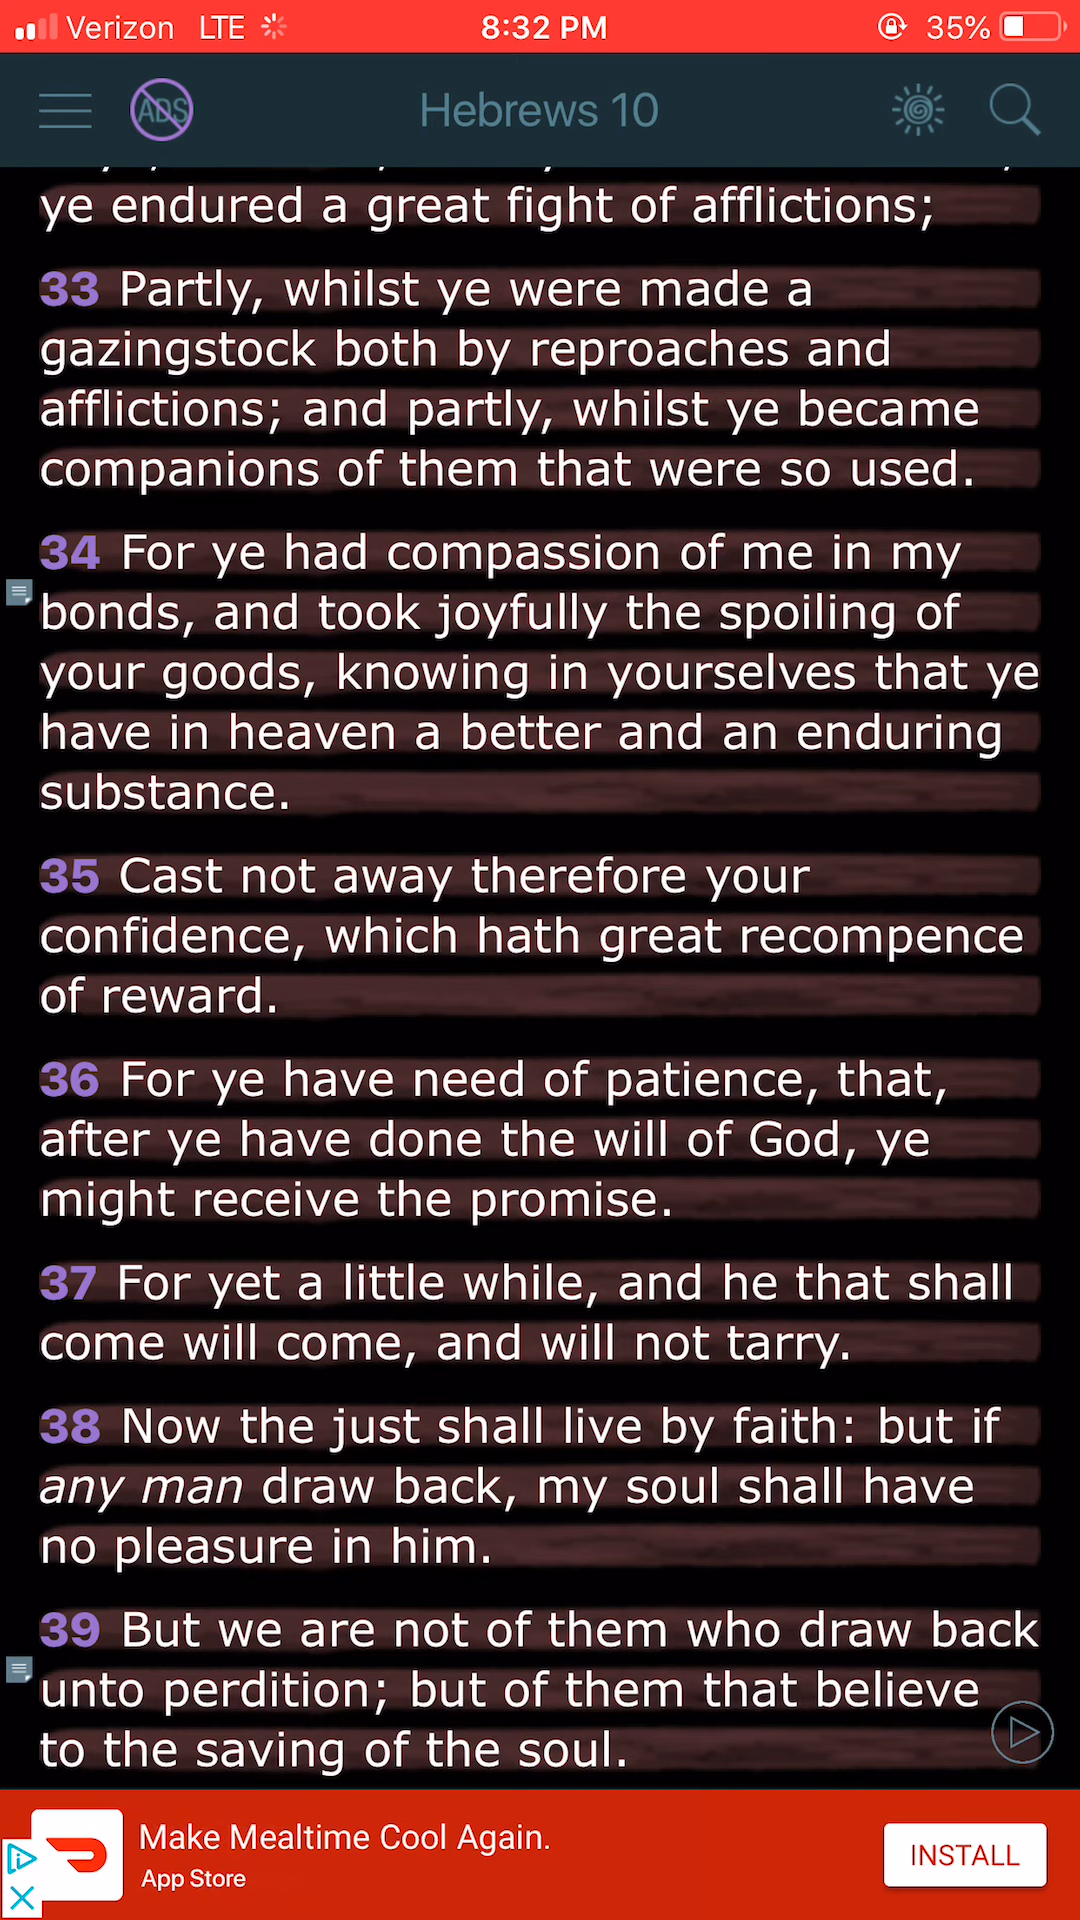 Verizon LTE 8:32 PM 35%
ADS Hebrews 10
ye endured a great fight of afflictions;
33 Partly, whilst ye were made a
gazingstock both by reproaches and
afflictions; and partly, whilst ye became
companions of them that were so used.
34 For ye had compassion of me in my
bonds, and took joyfully the spoiling of
your goods, knowing in yourselves that ye
have in heaven a better and an enduring
substance.
35 Cast not away therefore your
confidence, which hath great recompence
of reward.
36 For ye have need of patience, that,
after ye have done the will of God, ye
might receive the promise.
37 For yet a little while, and he that shall
come will come, and will not tarry.
38 Now the just shall live by faith: but if
any man draw back, my soul shall have
no pleasure in him.
39 But we are not of them who draw back
unto perdition; but of them that believe
to the saving of the soul.
Make Mealtime Cool Again.
App Store
INSTALL